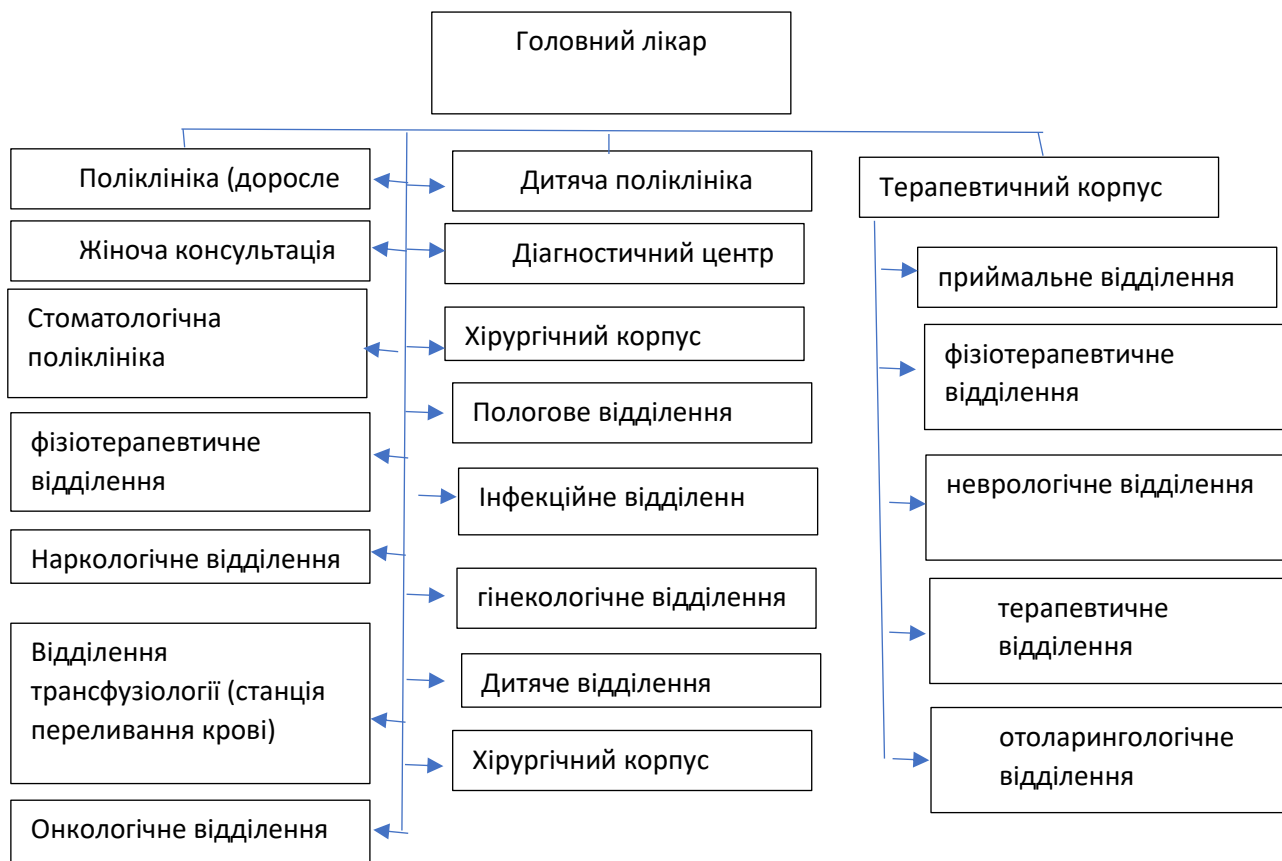 Головний лікар
Поліклініка (доросле
Жіноча консультація
Стоматологічна
поліклініка
фізіотерапевтичне
відділення
Наркологічне відділення
Відділення
трансфузіології (станція
переливання крові)
Онкологічне відділення
Дитяча поліклініка
Діагностичний центр
Хірургічний корпус
Пологове відділення
Інфекційне відділенн
гінекологічне відділення
Дитяче відділення
Хірургічний корпус
Терапевтичний корпус
приймальне відділення
фізіотерапевтичне
відділення
неврологічне відділення
терапевтичне
відділення
отоларингологічне
відділення